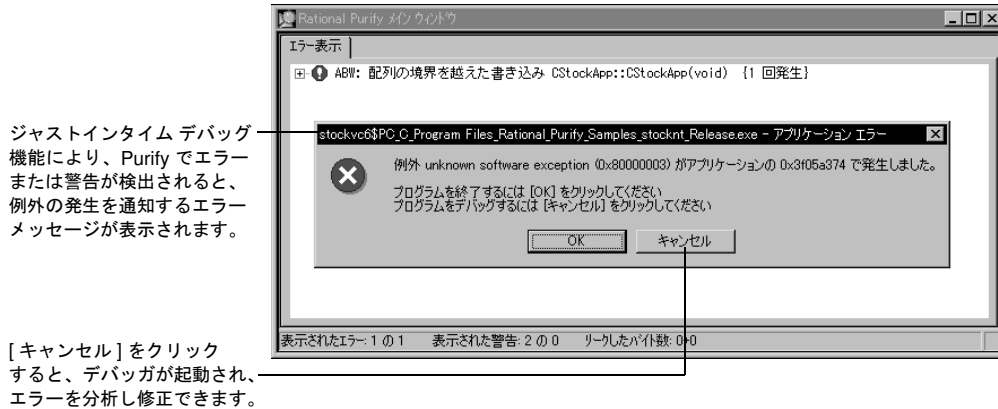 Rational Purify メイン ウィンドウ
エラー表示
ABW: 配列の境界を越えた書き込み CStockApp::CStockApp(void) {1 回発生}
ジャストインタイム デバッグ
機能により、Purify でエラー
または警告が検出されると、
例外の発生を通知するエラー
メッセージが表示されます。
stockvc6$PC_C_Program Files_Rational_Purify_Samples_stocknt_Release.exe - アプリケーション エラー
例外 unknown software exception (0x80000003) がアプリケーションの 0x3f05a374 で発生しました。
プログラムを終了するには [OK] をクリックしてください
プログラムをデバッグするには [キャンセル] をクリックしてください
OK キャンセル
表示されたエラー: 1 の 1 表示された警告: 2 の 0 リークしたバイト数: 0+0
[ キャンセル ] をクリック
すると、デバッガが起動され、
エラーを分析し修正できます。